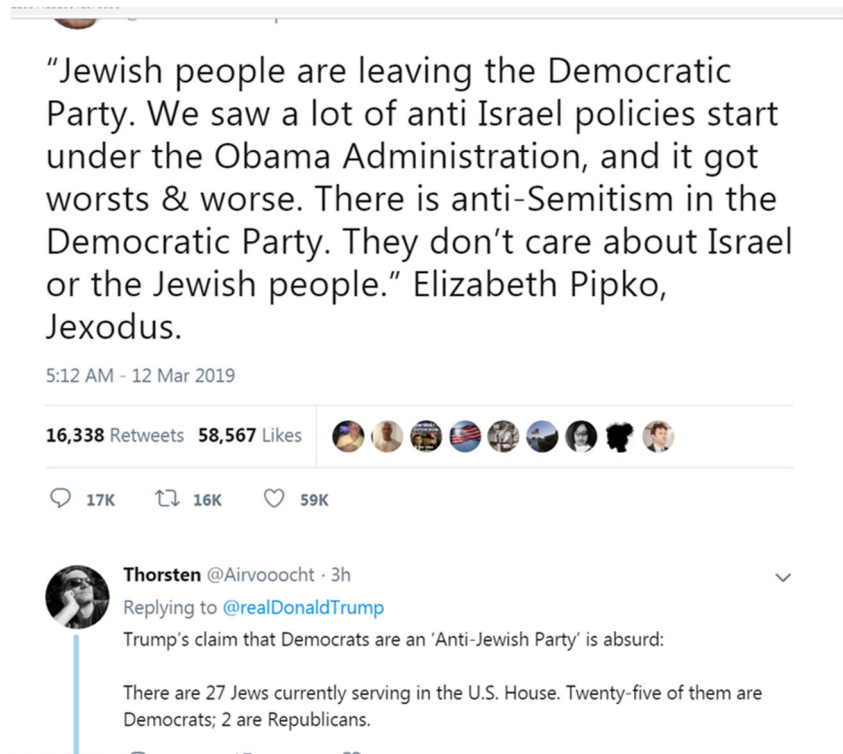 “Jewish people are leaving the Democratic
Party. We saw a lot of anti Israel policies start
under the Obama Administration, and it got
worsts & worse. There is anti-Semitism in the
Democratic Party. They don’t care about Israel
or the Jewish people.” Elizabeth Pipko,
Jexodus.
5:12 AM - 12 Mar 2019
16,338 Retweets 58,567 Likes
17K 16K 59K
Thorsten @Airvooocht · 3h
Replying to @realDonaldTrump
Trump’s claim that Democrats are an ‘Anti-Jewish Party’ is absurd:
There are 27 Jews currently serving in the U.S. House. Twenty-five of them are
Democrats; 2 are Republicans.